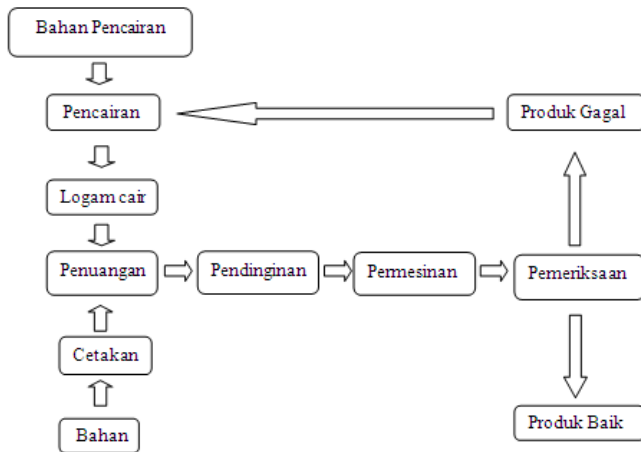 Bahan Pencairan
Pencairan
Produk Gagal
Logam cair
Penuangan
Pendinginan
Permesinan
Pemeriksaan
Cetakan
Bahan
Produk Baik